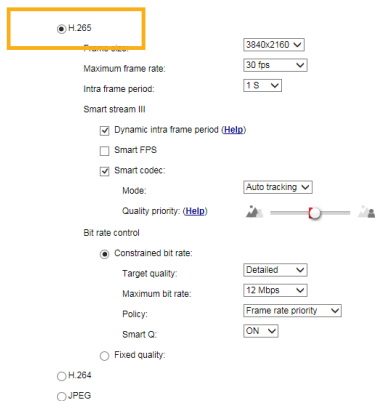 H.265
Frame size: 3840x2160
Maximum frame rate: 30 fps
Intra frame period: 1 S
Smart stream III
Dynamic intra frame period (Help)
Smart FPS
Smart codec:
Mode: Auto tracking
Quality priority: (Help)
Bit rate control
Constrained bit rate:
Target quality: Detailed
Maximum bit rate: 12 Mbps
Policy: Frame rate priority
Smart Q: ON
Fixed quality:
H.264
JPEG